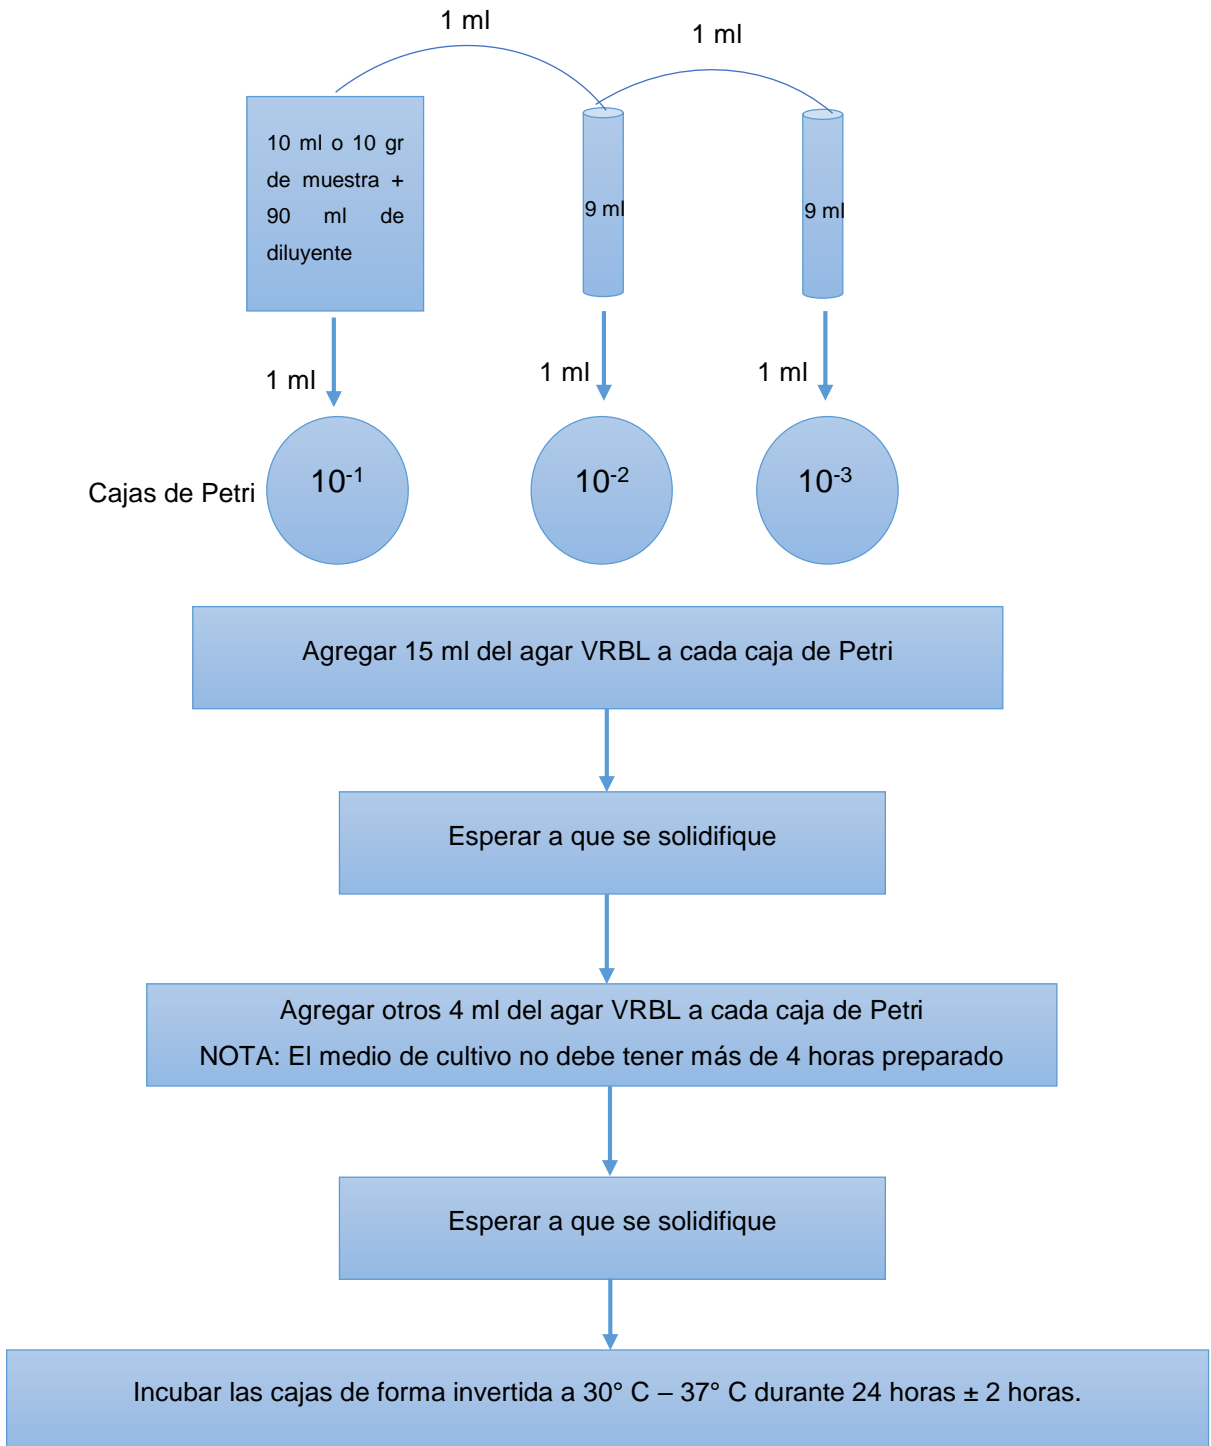 1 ml
1 ml
10 ml o 10 gr
de muestra +
90 ml de
diluyente
9 ml
9 ml
1 ml
1 ml
1 ml
Cajas de Petri
10⁻¹
10⁻²
10⁻³
Agregar 15 ml del agar VRBL a cada caja de Petri
Esperar a que se solidifique
Agregar otros 4 ml del agar VRBL a cada caja de Petri
NOTA: El medio de cultivo no debe tener más de 4 horas preparado
Esperar a que se solidifique
Incubar las cajas de forma invertida a 30° C – 37° C durante 24 horas ± 2 horas.